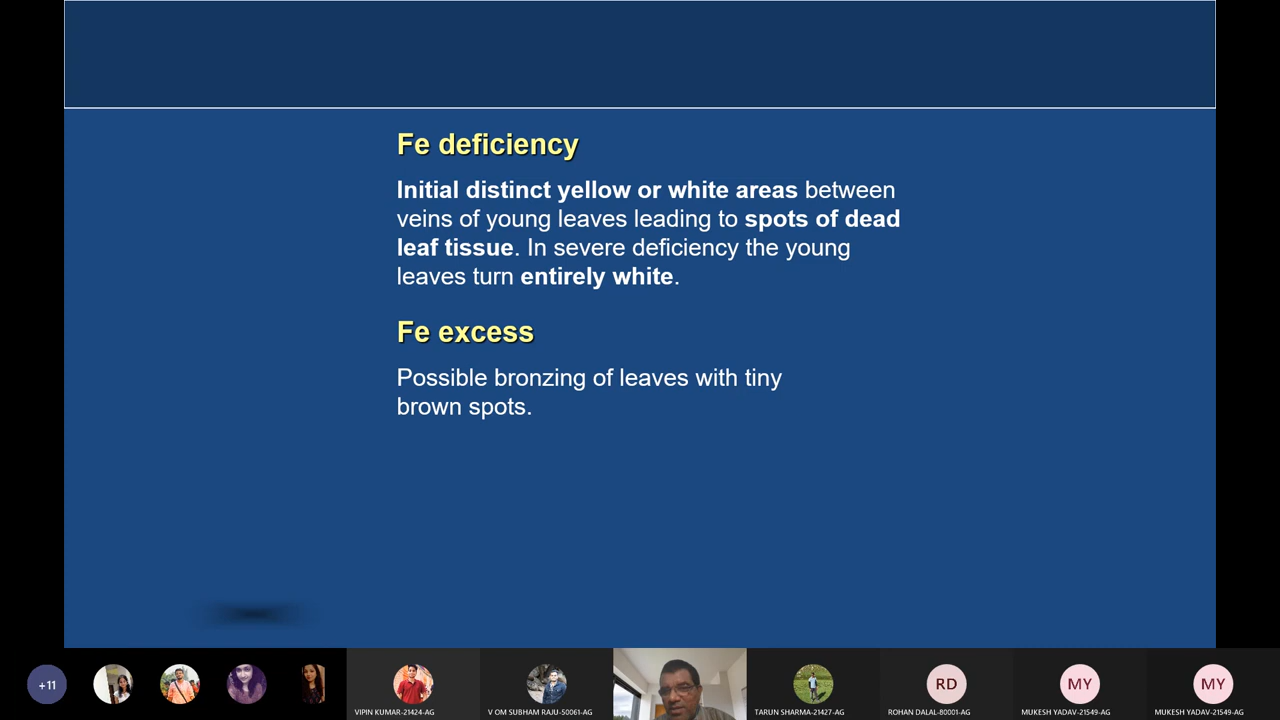 Fe deficiency
Initial distinct yellow or white areas between
veins of young leaves leading to spots of dead
leaf tissue. In severe deficiency the young
leaves turn entirely white.
Fe excess
Possible bronzing of leaves with tiny
brown spots.
+11
VIPIN KUMAR-21424-AG
V OM SUBHAM RAJU-50061-AG
TARUN SHARMA-21427-AG
RD
ROHAN DALAL-80001-AG
MY
MUKESH YADAV-21549-AG
MY
MUKESH YADAV-21549-AG